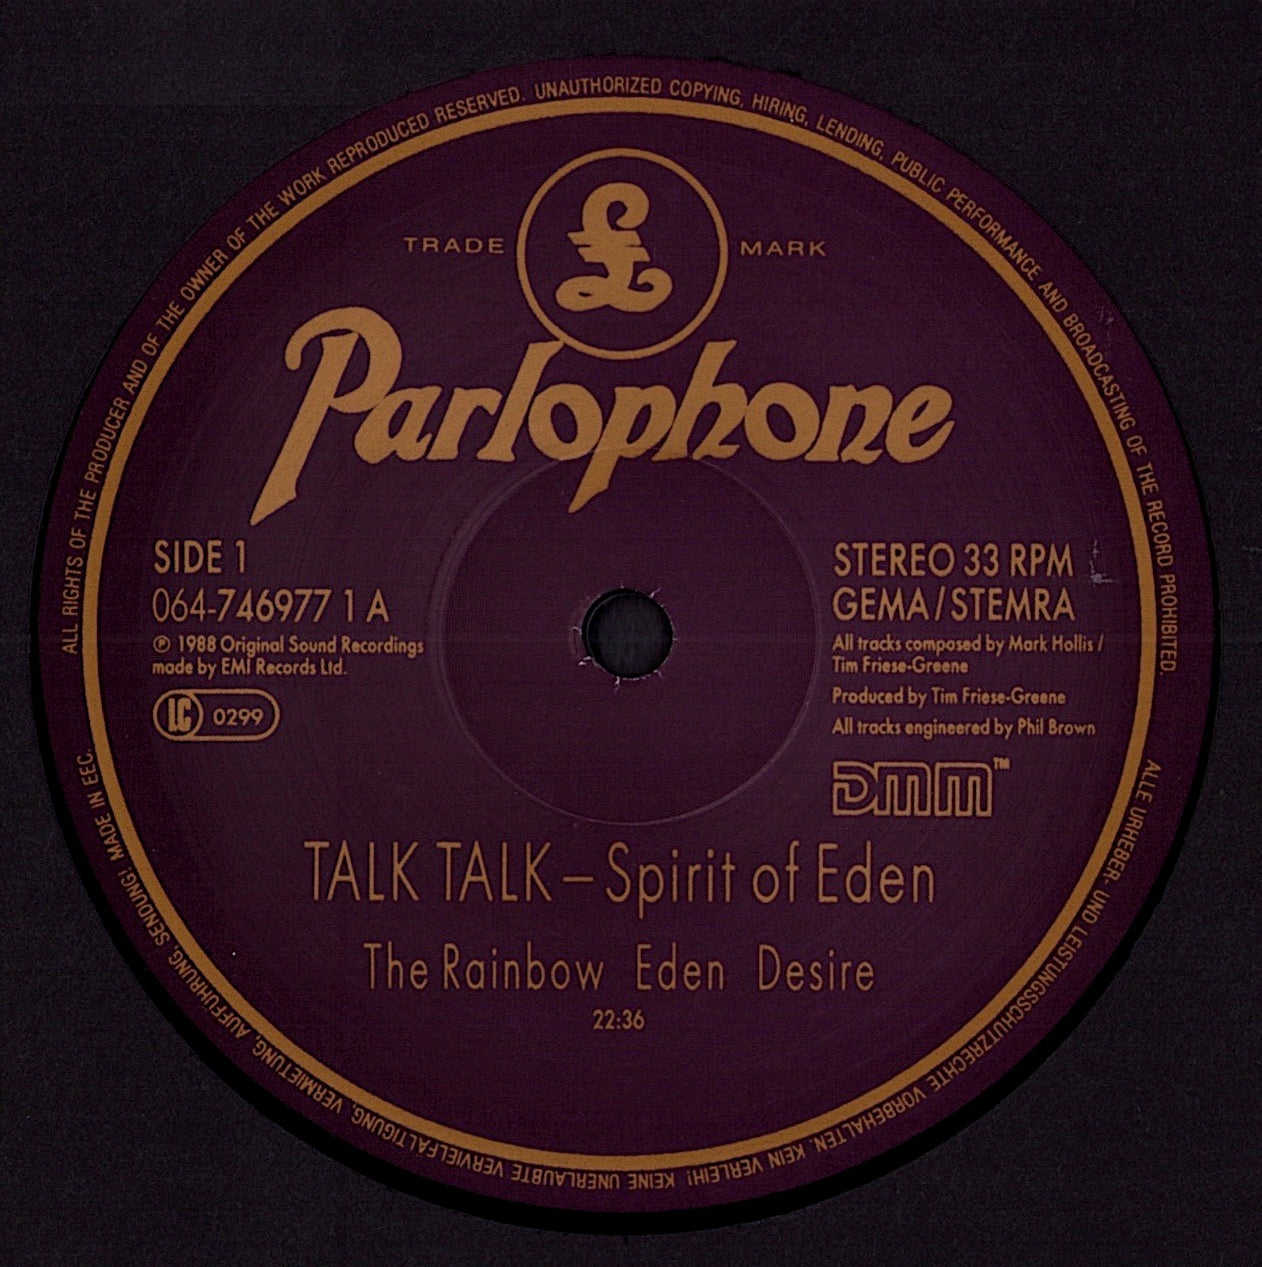 ALL RIGHTS OF THE PRODUCER AND OF THE OWNER OF THE WORK REPRODUCED RESERVED. UNAUTHORIZED COPYING, HIRING, LENDING, PUBLIC PERFORMANCE AND BROADCASTING OF THE RECORD PROHIBITED.
TRADE £ MARK
Parlophone
SIDE 1
064-746977 1 A
℗ 1988 Original Sound Recordings
made by EMI Records Ltd.
LC 0299
STEREO 33 RPM
GEMA/STEMRA
All tracks composed by Mark Hollis /
Tim Friese-Greene
Produced by Tim Friese-Greene
All tracks engineered by Phil Brown
DMM™
TALK TALK – Spirit of Eden
The Rainbow Eden Desire
22:36
ALLE URHEBER- UND LEISTUNGSSCHUTZRECHTE VORBEHALTEN. KEIN VERLEIH! KEINE UNERLAUBTE VERVIELFÄLTIGUNG, VERMIETUNG, AUFFÜHRUNG, SENDUNG! MADE IN EEC.